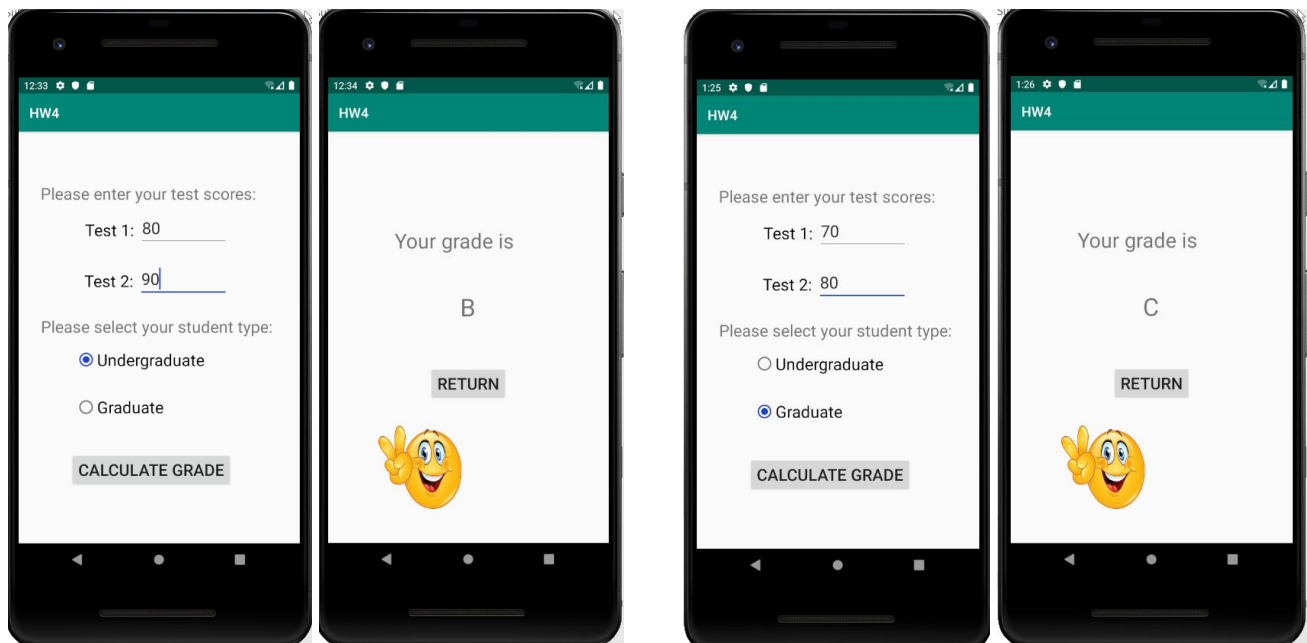 12:33
HW4
Please enter your test scores:
Test 1: 80
Test 2: 90
Please select your student type:
Undergraduate
Graduate
CALCULATE GRADE
12:34
HW4
Your grade is
B
RETURN
1:25
HW4
Please enter your test scores:
Test 1: 70
Test 2: 80
Please select your student type:
Undergraduate
Graduate
CALCULATE GRADE
1:26
HW4
Your grade is
C
RETURN